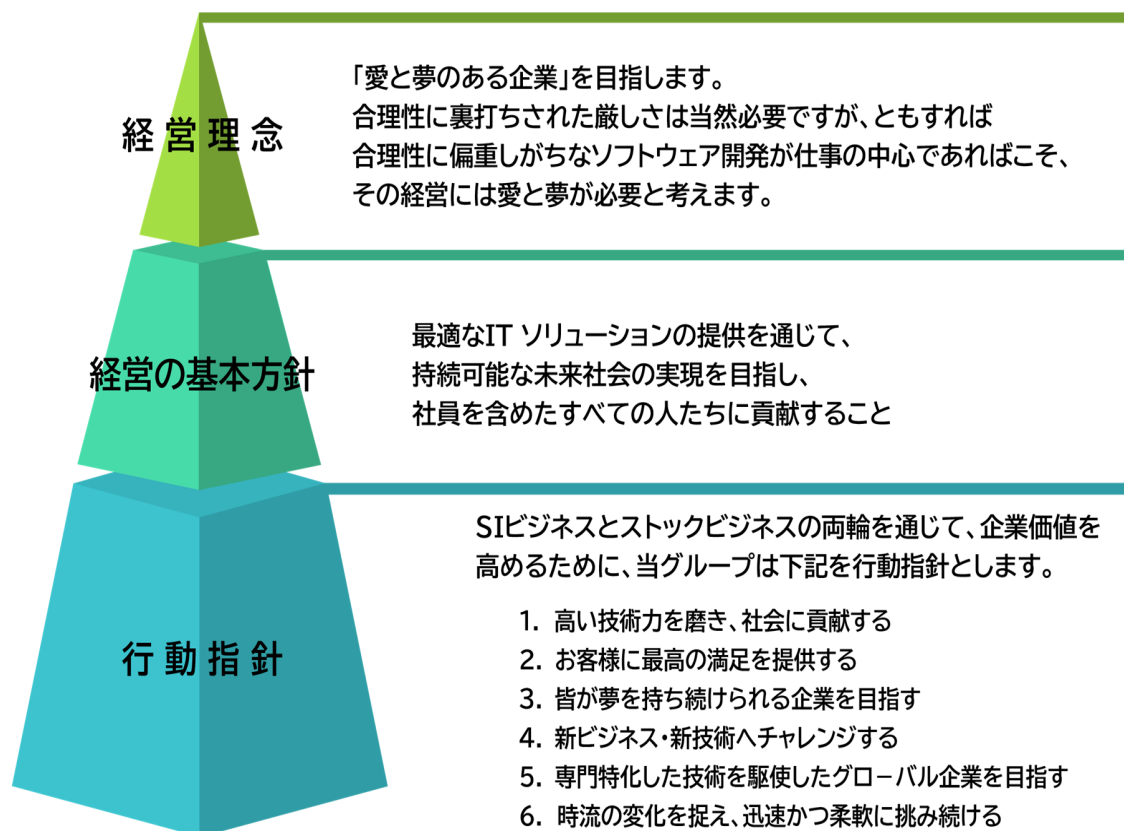 経営理念
「愛と夢のある企業」を目指します。
合理性に裏打ちされた厳しさは当然必要ですが、ともすれば
合理性に偏重しがちなソフトウェア開発が仕事の中心であればこそ、
その経営には愛と夢が必要と考えます。
経営の基本方針
最適なIT ソリューションの提供を通じて、
持続可能な未来社会の実現を目指し、
社員を含めたすべての人たちに貢献すること
行動指針
SIビジネスとストックビジネスの両輪を通じて、企業価値を
高めるために、当グループは下記を行動指針とします。
1. 高い技術力を磨き、社会に貢献する
2. お客様に最高の満足を提供する
3. 皆が夢を持ち続けられる企業を目指す
4. 新ビジネス・新技術へチャレンジする
5. 専門特化した技術を駆使したグローバル企業を目指す
6. 時流の変化を捉え、迅速かつ柔軟に挑み続ける